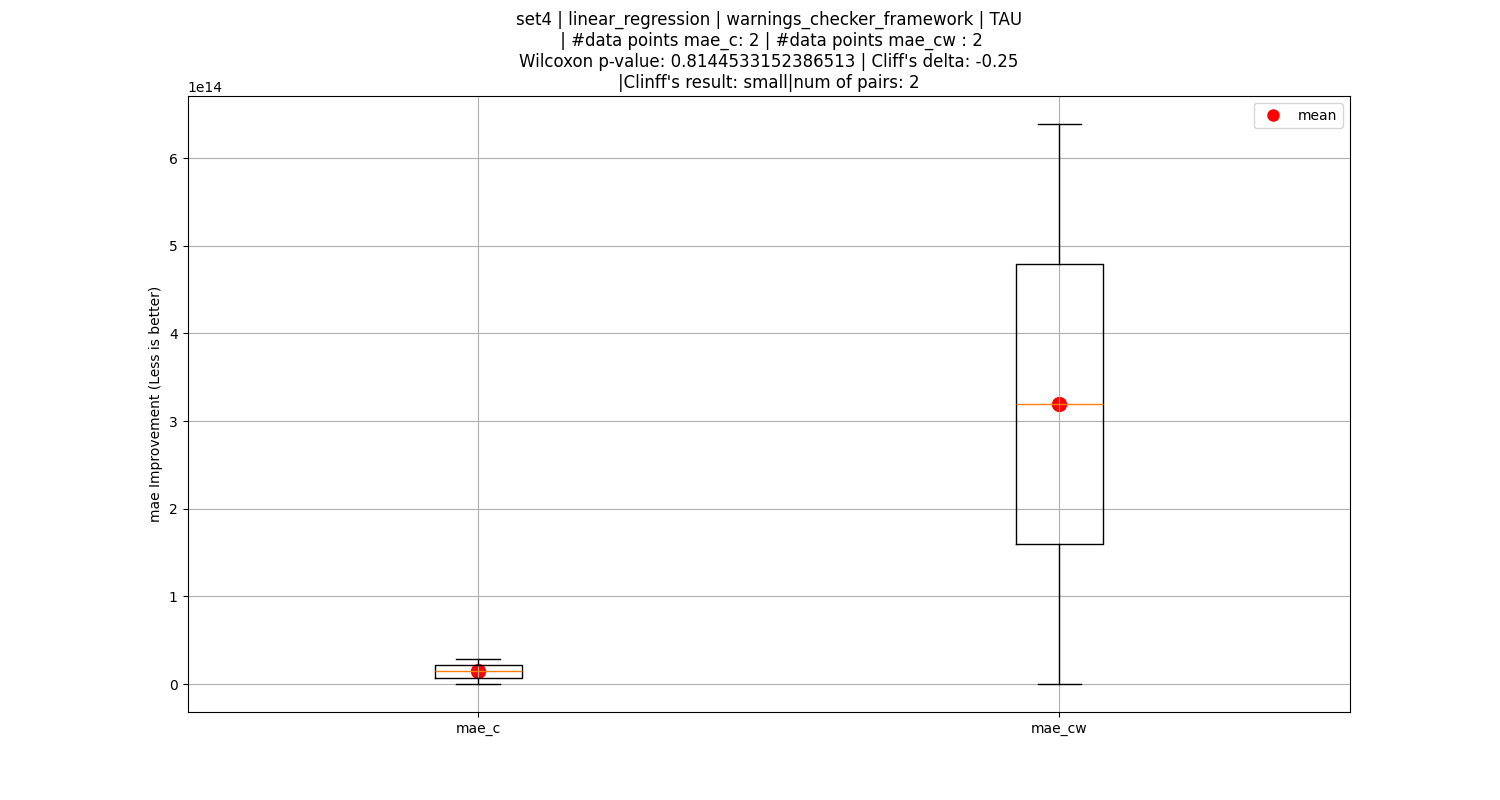 set4 | linear_regression | warnings_checker_framework | TAU
| #data points mae_c: 2 | #data points mae_cw : 2
Wilcoxon p-value: 0.8144533152386513 | Cliff's delta: -0.25
|Clinff's result: small|num of pairs: 2
1e14
mean
6
5
4
3
2
1
0
mae Improvement (Less is better)
mae_c
mae_cw